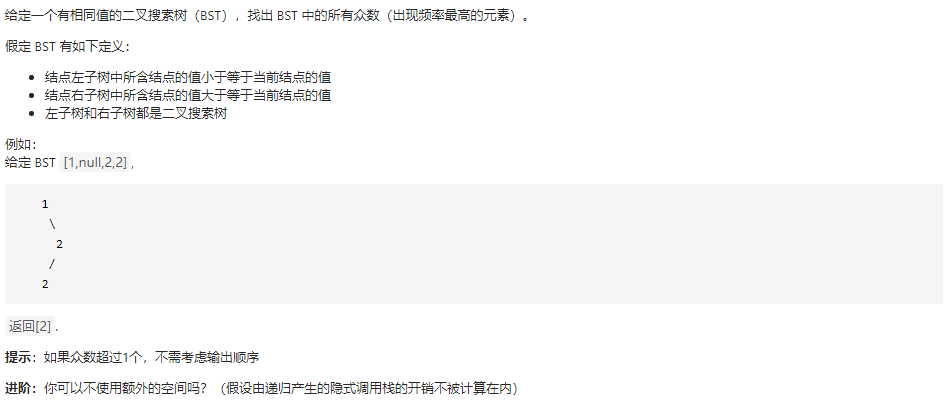 给定一个有相同值的二叉搜索树（BST），找出 BST 中的所有众数（出现频率最高的元素）。
假定 BST 有如下定义：
• 结点左子树中所含结点的值小于等于当前结点的值
• 结点右子树中所含结点的值大于等于当前结点的值
• 左子树和右子树都是二叉搜索树
例如：
给定 BST [1,null,2,2],
1
\
2
/
2
返回[2].
提示：如果众数超过1个，不需考虑输出顺序
进阶：你可以不使用额外的空间吗？（假设由递归产生的隐式调用栈的开销不被计算在内）